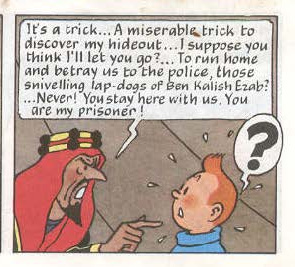 It's a trick... A miserable trick to
discover my hideout... I suppose you
think I'll let you go?... To run home
and betray us to the police, those
snivelling lap-dogs of Ben Kalish Ezab?
...Never! You stay here with us. You
are my prisoner!
?